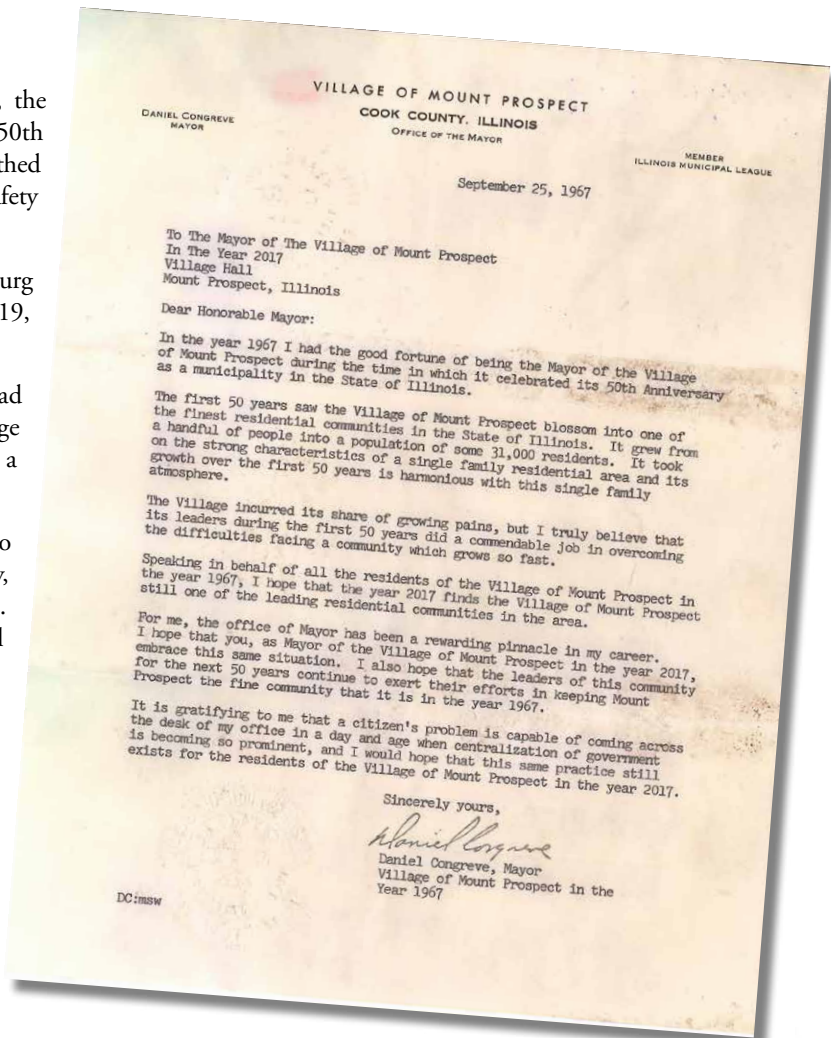 , the
50th
thed
fety
urg
19,
ad
ge
a
o
VILLAGE OF MOUNT PROSPECT
COOK COUNTY, ILLINOIS
OFFICE OF THE MAYOR
DANIEL CONGREVE
MAYOR
MEMBER
ILLINOIS MUNICIPAL LEAGUE
September 25, 1967
To The Mayor of The Village of Mount Prospect
In The Year 2017
Village Hall
Mount Prospect, Illinois
Dear Honorable Mayor:
In the year 1967 I had the good fortune of being the Mayor of the Village
of Mount Prospect during the time in which it celebrated its 50th Anniversary
as a municipality in the State of Illinois.
The first 50 years saw the Village of Mount Prospect blossom into one of
the finest residential communities in the State of Illinois. It grew from
a handful of people into a population of some 31,000 residents. It took
on the strong characteristics of a single family residential area and its
growth over the first 50 years is harmonious with this single family
atmosphere.
The Village incurred its share of growing pains, but I truly believe that
its leaders during the first 50 years did a commendable job in overcoming
the difficulties facing a community which grows so fast.
Speaking in behalf of all the residents of the Village of Mount Prospect in
the year 1967, I hope that the year 2017 finds the Village of Mount Prospect
still one of the leading residential communities in the area.
For me, the office of Mayor has been a rewarding pinnacle in my career.
I hope that you, as Mayor of the Village of Mount Prospect in the year 2017,
embrace this same situation. I also hope that the leaders of this community
for the next 50 years continue to exert their efforts in keeping Mount
Prospect the fine community that it is in the year 1967.
It is gratifying to me that a citizen's problem is capable of coming across
the desk of my office in a day and age when centralization of government
is becoming so prominent, and I would hope that this same practice still
exists for the residents of the Village of Mount Prospect in the year 2017.
Sincerely yours,
Daniel Congreve
Daniel Congreve, Mayor
Village of Mount Prospect in the
Year 1967
DC:msw